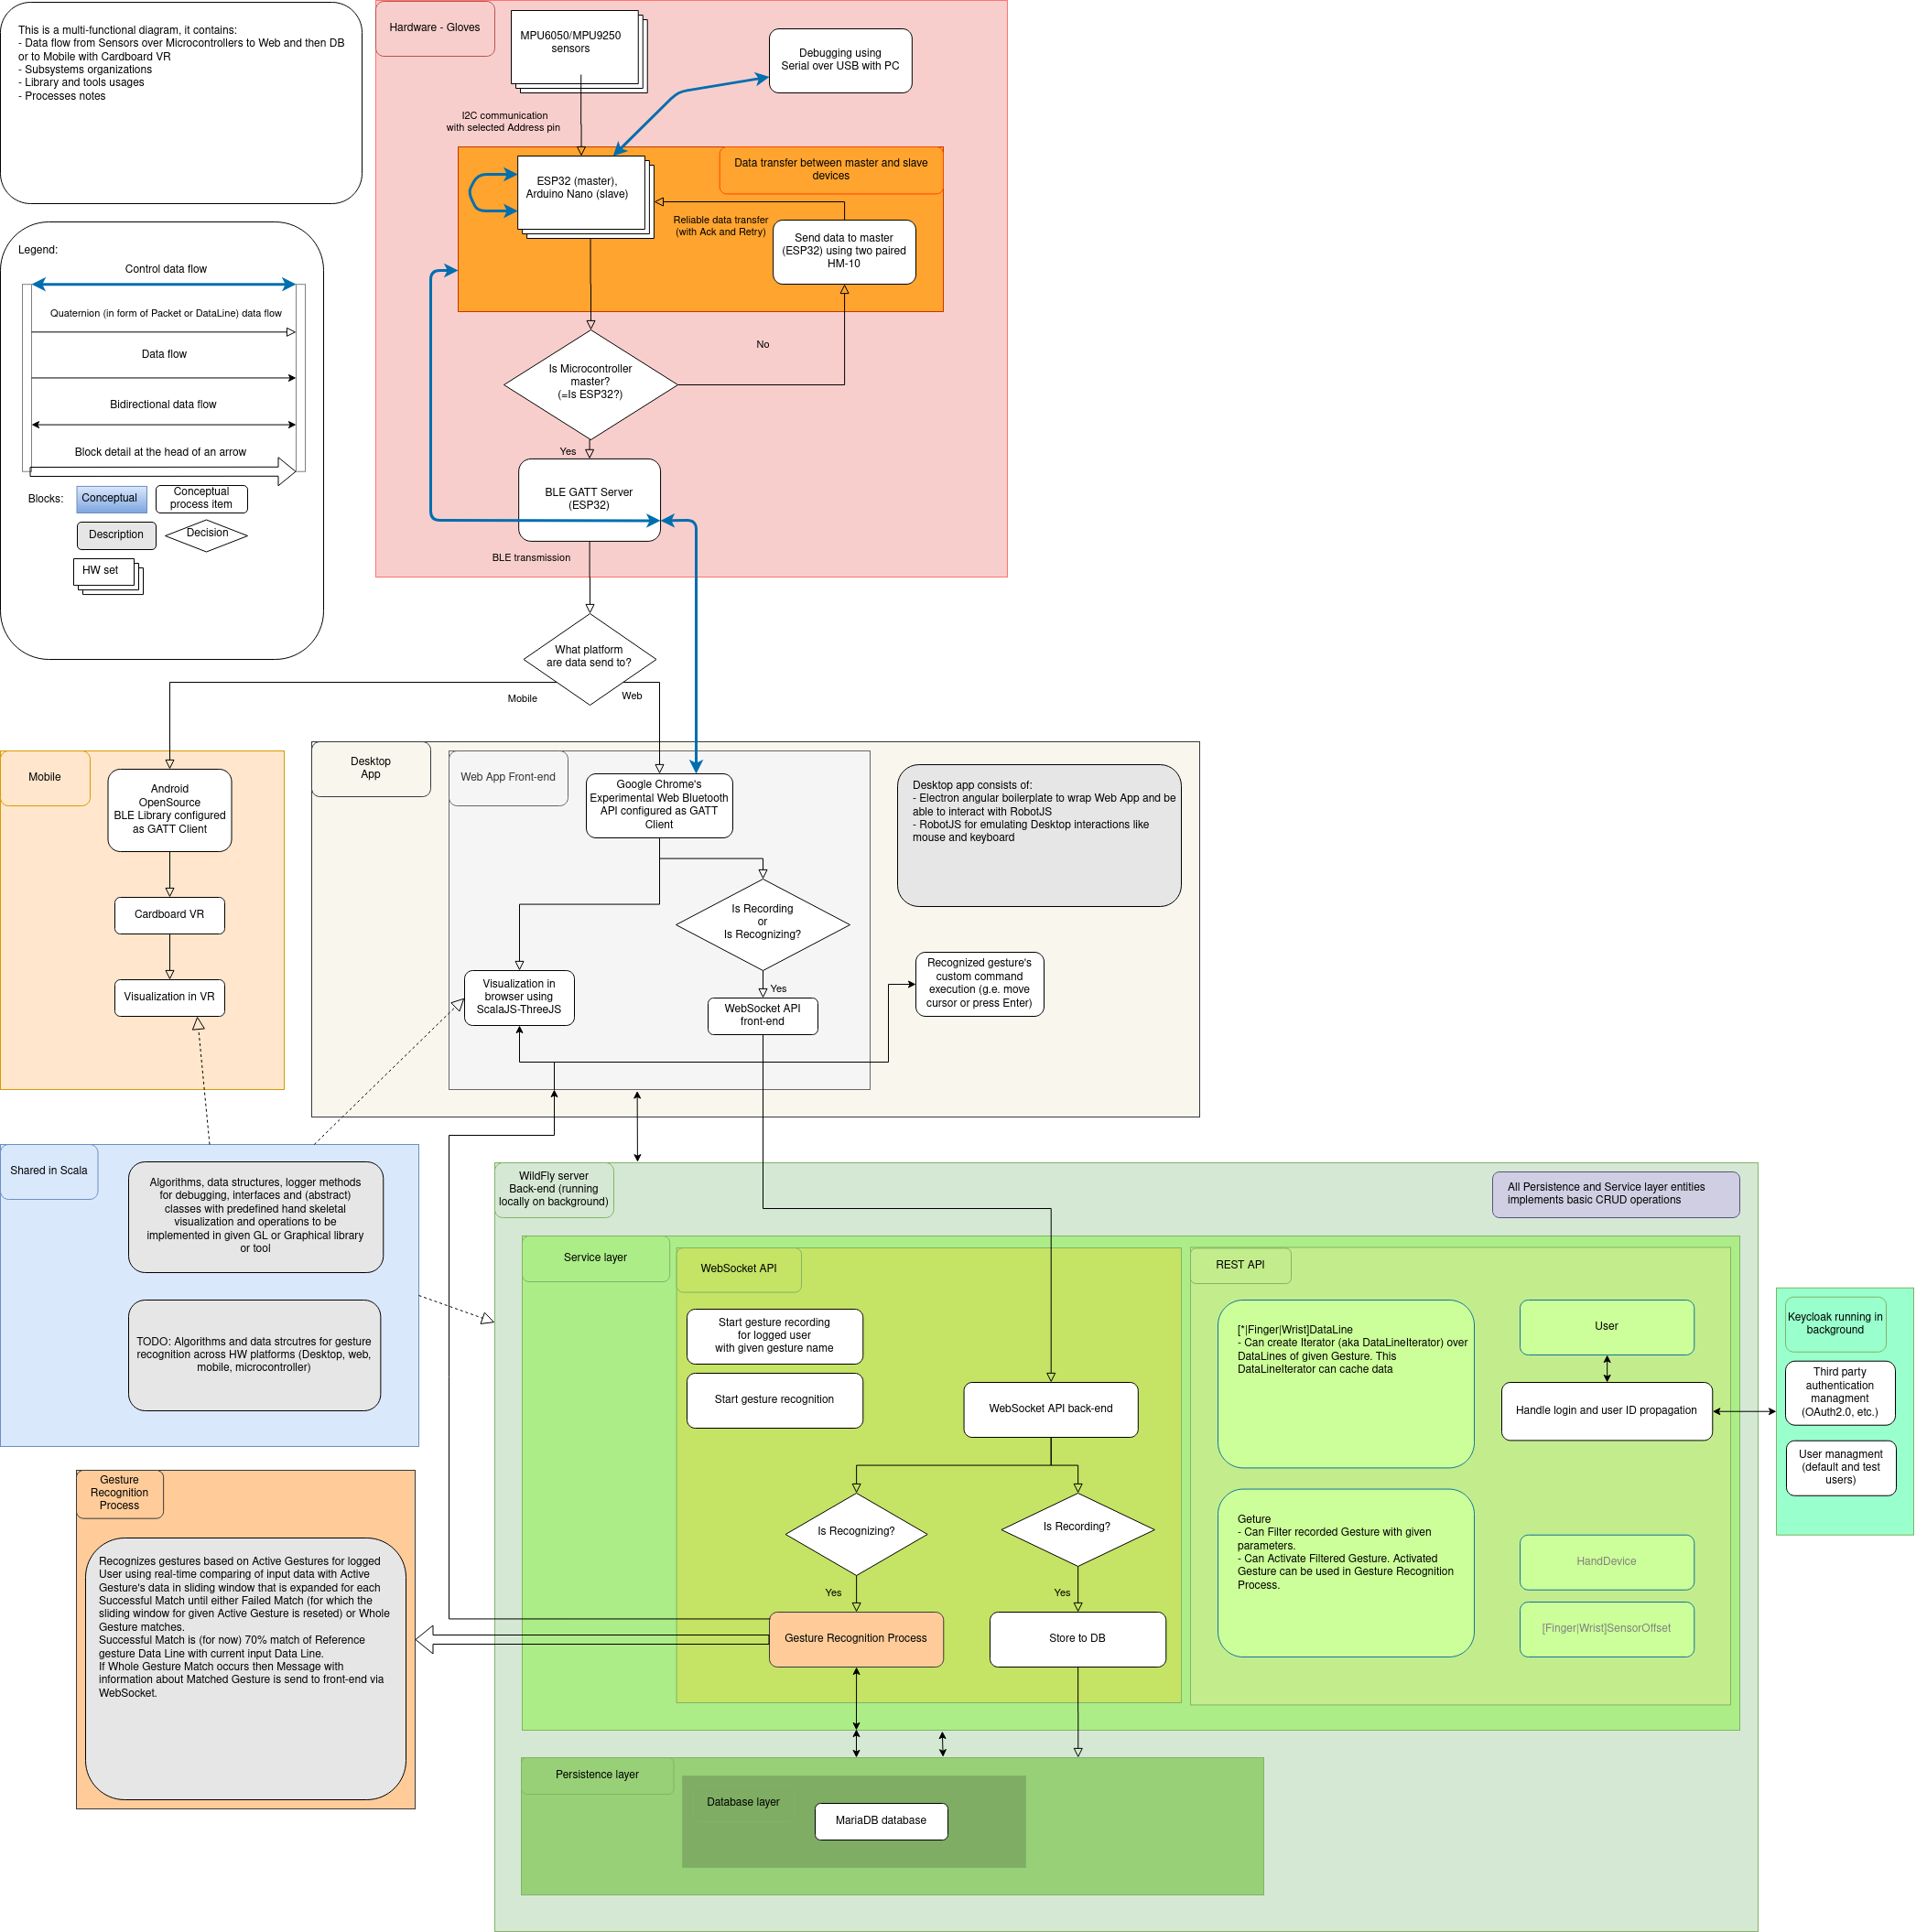 This is a multi-functional diagram, it contains:
- Data flow from Sensors over Microcontrollers to Web and then DB
or to Mobile with Cardboard VR
- Subsystems organizations
- Library and tools usages
- Processes notes
Legend:
Control data flow
Quaternion (in form of Packet or DataLine) data flow
Data flow
Bidirectional data flow
Block detail at the head of an arrow
Blocks:
Conceptual
Conceptual
process item
Description
Decision
HW set
Hardware - Gloves
MPU6050/MPU9250
sensors
Debugging using
Serial over USB with PC
I2C communication
with selected Address pin
Data transfer between master and slave
devices
ESP32 (master),
Arduino Nano (slave)
Reliable data transfer
(with Ack and Retry)
Send data to master
(ESP32) using two paired
HM-10
Is Microcontroller
master?
(=Is ESP32?)
No
Yes
BLE GATT Server
(ESP32)
BLE transmission
What platform
are data send to?
Mobile
Web
Mobile
Android
OpenSource
BLE Library configured
as GATT Client
Cardboard VR
Visualization in VR
Desktop
App
Web App Front-end
Google Chrome's
Experimental Web Bluetooth
API configured as GATT
Client
Is Recording
or
Is Recognizing?
Yes
Visualization in
browser using
ScalaJS-ThreeJS
WebSocket API
front-end
Desktop app consists of:
- Electron angular boilerplate to wrap Web App and be
able to interact with RobotJS
- RobotJS for emulating Desktop interactions like
mouse and keyboard
Recognized gesture's
custom command
execution (g.e. move
cursor or press Enter)
Shared in Scala
Algorithms, data structures, logger methods
for debugging, interfaces and (abstract)
classes with predefined hand skeletal
visualization and operations to be
implemented in given GL or Graphical library
or tool
TODO: Algorithms and data strcutres for gesture
recognition across HW platforms (Desktop, web,
mobile, microcontroller)
Gesture
Recognition
Process
Recognizes gestures based on Active Gestures for logged
User using real-time comparing of input data with Active
Gesture's data in sliding window that is expanded for each
Successful Match until either Failed Match (for which the
sliding window for given Active Gesture is reseted) or Whole
Gesture matches.
Successful Match is (for now) 70% match of Reference
gesture Data Line with current input Data Line.
If Whole Gesture Match occurs then Message with
information about Matched Gesture is send to front-end via
WebSocket.
WildFly server
Back-end (running
locally on background)
All Persistence and Service layer entities
implements basic CRUD operations
Service layer
WebSocket API
Start gesture recording
for logged user
with given gesture name
Start gesture recognition
WebSocket API back-end
Is Recognizing?
Is Recording?
Yes
Yes
Gesture Recognition Process
Store to DB
REST API
[*|Finger|Wrist]DataLine
- Can create Iterator (aka DataLineIterator) over
DataLines of given Gesture. This
DataLineIterator can cache data
User
Handle login and user ID propagation
Geture
- Can Filter recorded Gesture with given
parameters.
- Can Activate Filtered Gesture. Activated
Gesture can be used in Gesture Recognition
Process.
HandDevice
[Finger|Wrist]SensorOffset
Keycloak running in
background
Third party
authentication
managment
(OAuth2.0, etc.)
User managment
(default and test
users)
Persistence layer
Database layer
MariaDB database